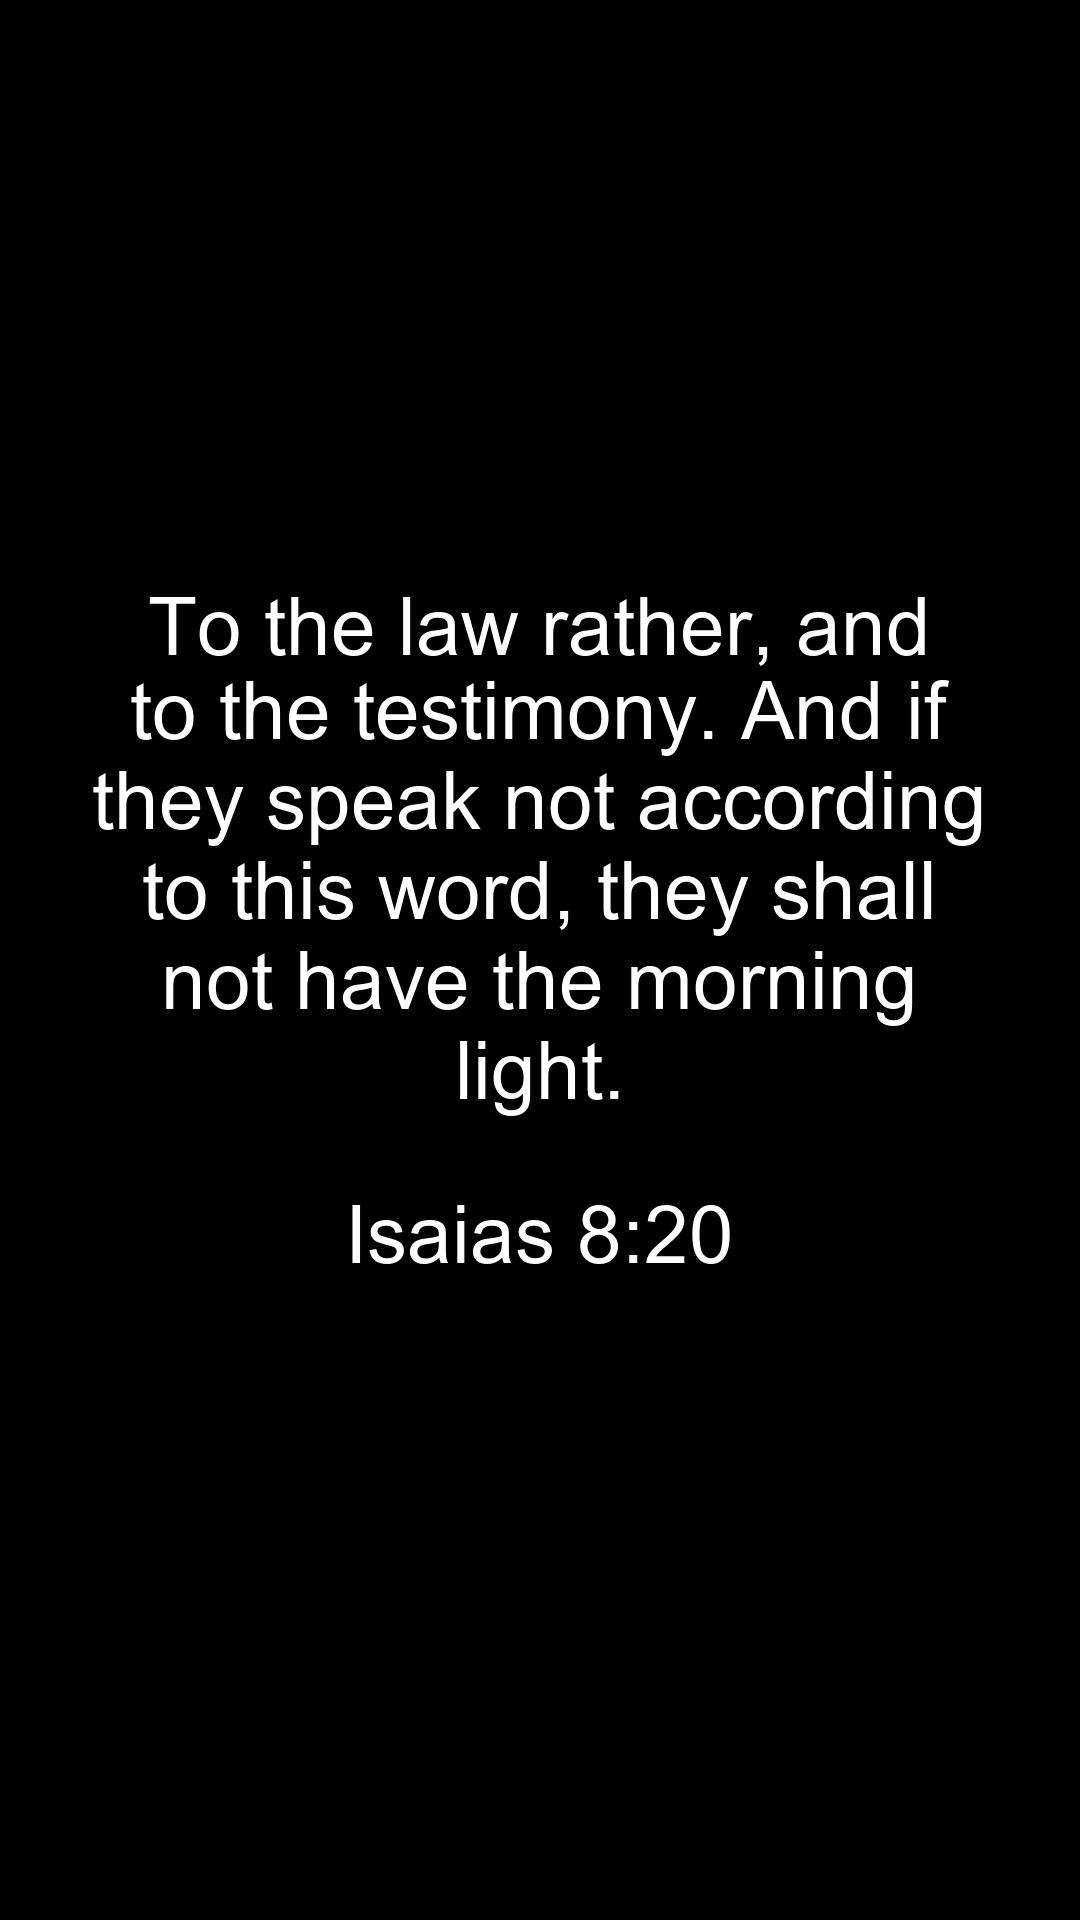 To the law rather, and
to the testimony. And if
they speak not according
to this word, they shall
not have the morning
light.
Isaias 8:20